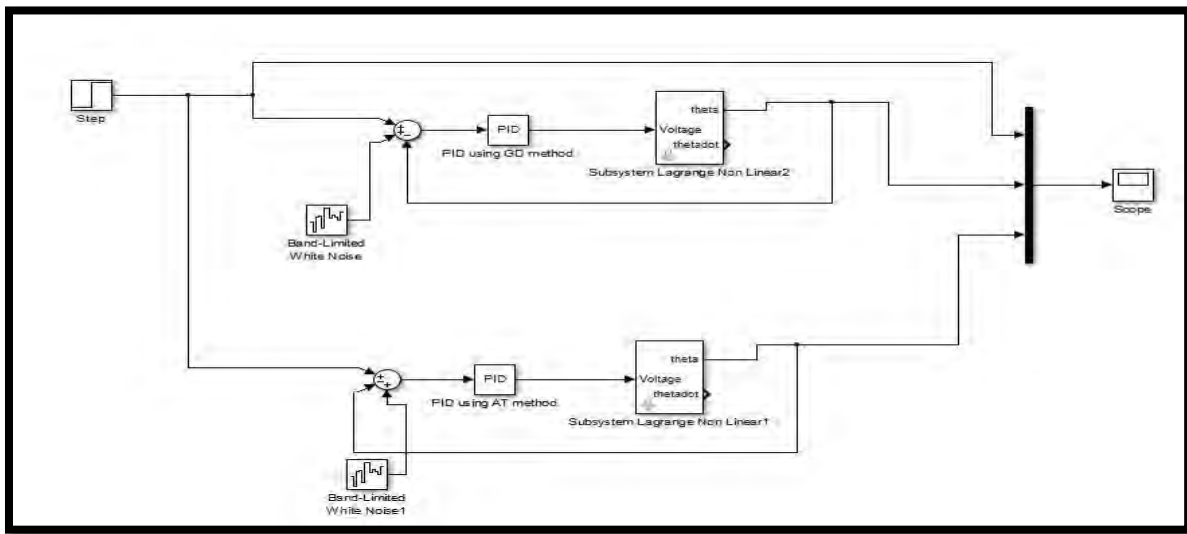 Step
PID
PID using GD method
theta
Voltage
thetadot
Subsystem Lagrange Non Linear2
Scope
Band-Limited
White Noise
PID
PID using AT method
theta
Voltage
thetadot
Subsystem Lagrange Non Linear1
Band-Limited
White Noise1